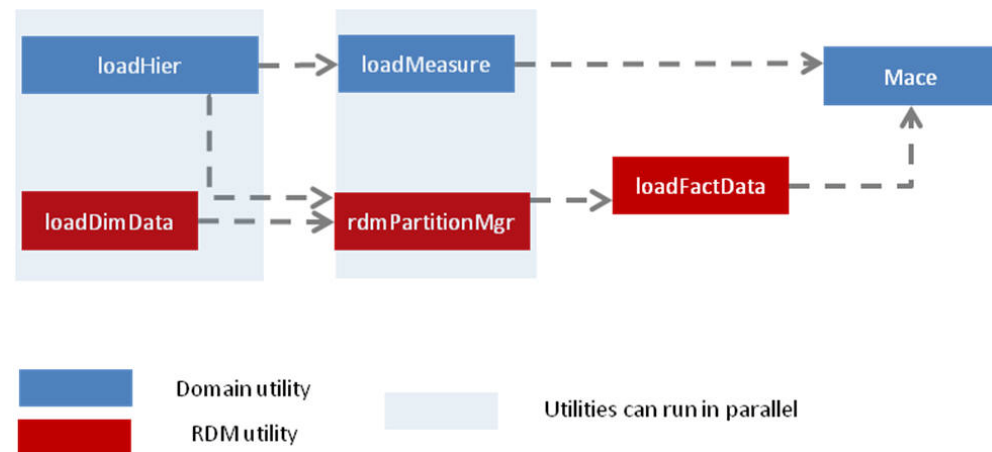 loadHier
loadMeasure
Mace
loadDimData
rdmPartitionMgr
loadFactData
Domain utility
RDM utility
Utilities can run in parallel